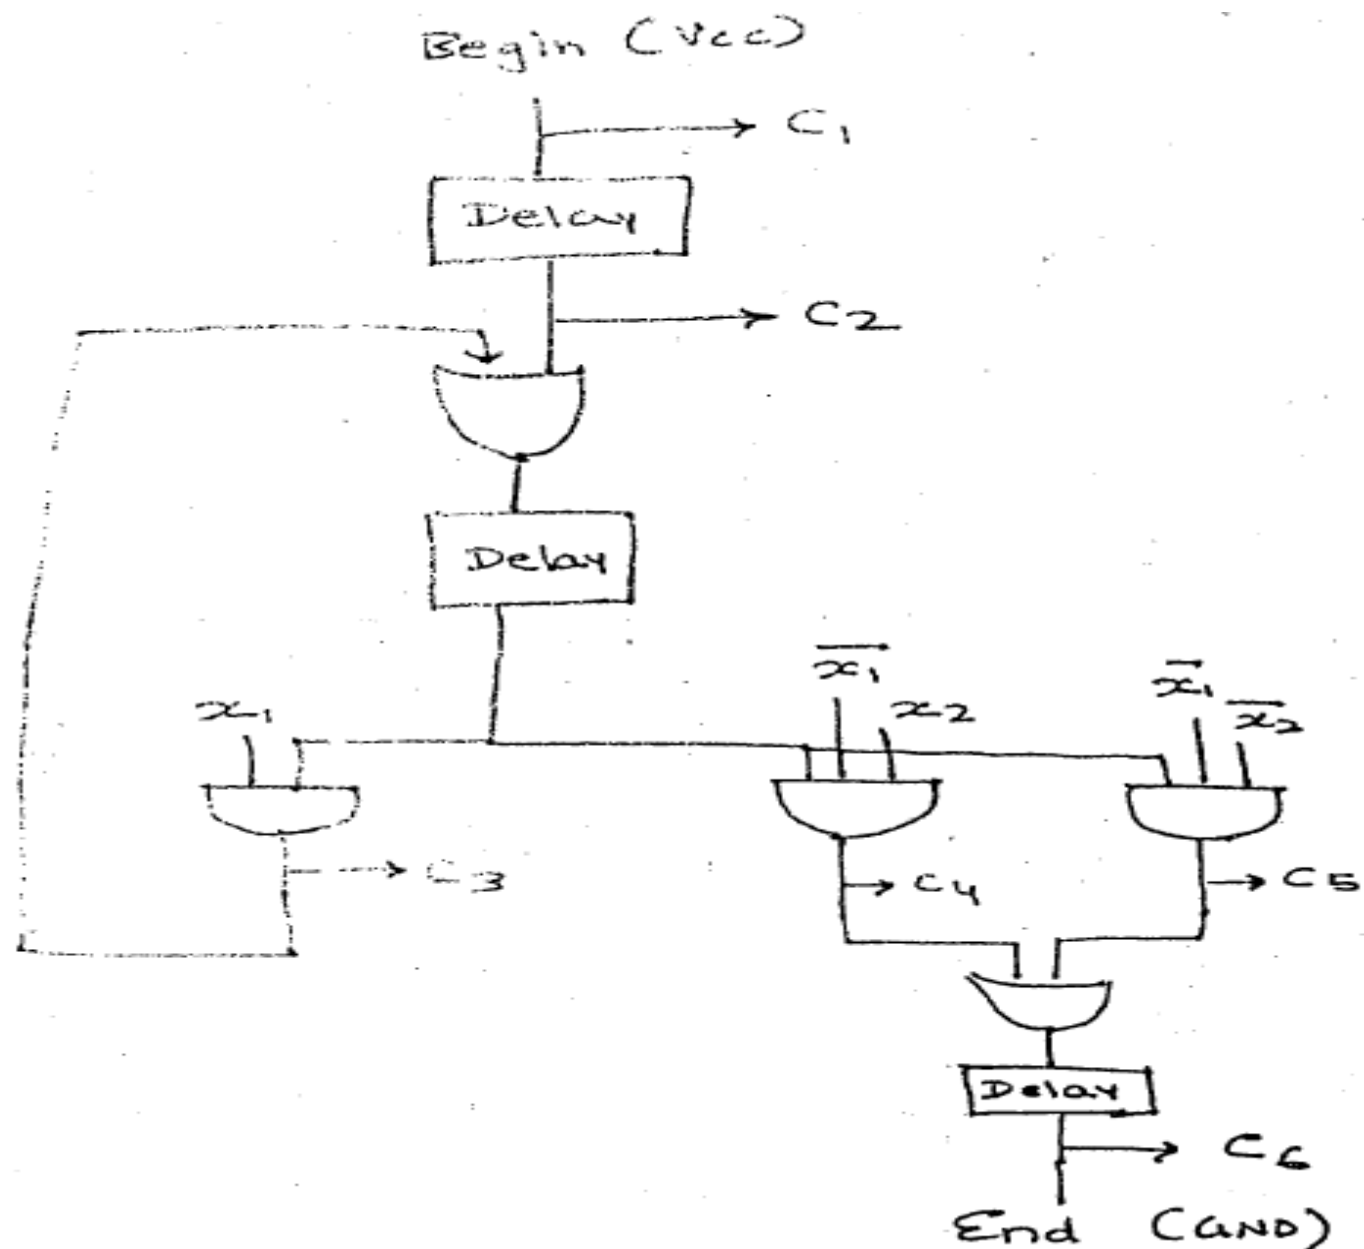 Begin (Vcc)
C1
Delay
C2
Delay
x̄1
x̄1
x1
x2
x̄2
C3
C4
C5
Delay
C6
End (GND)